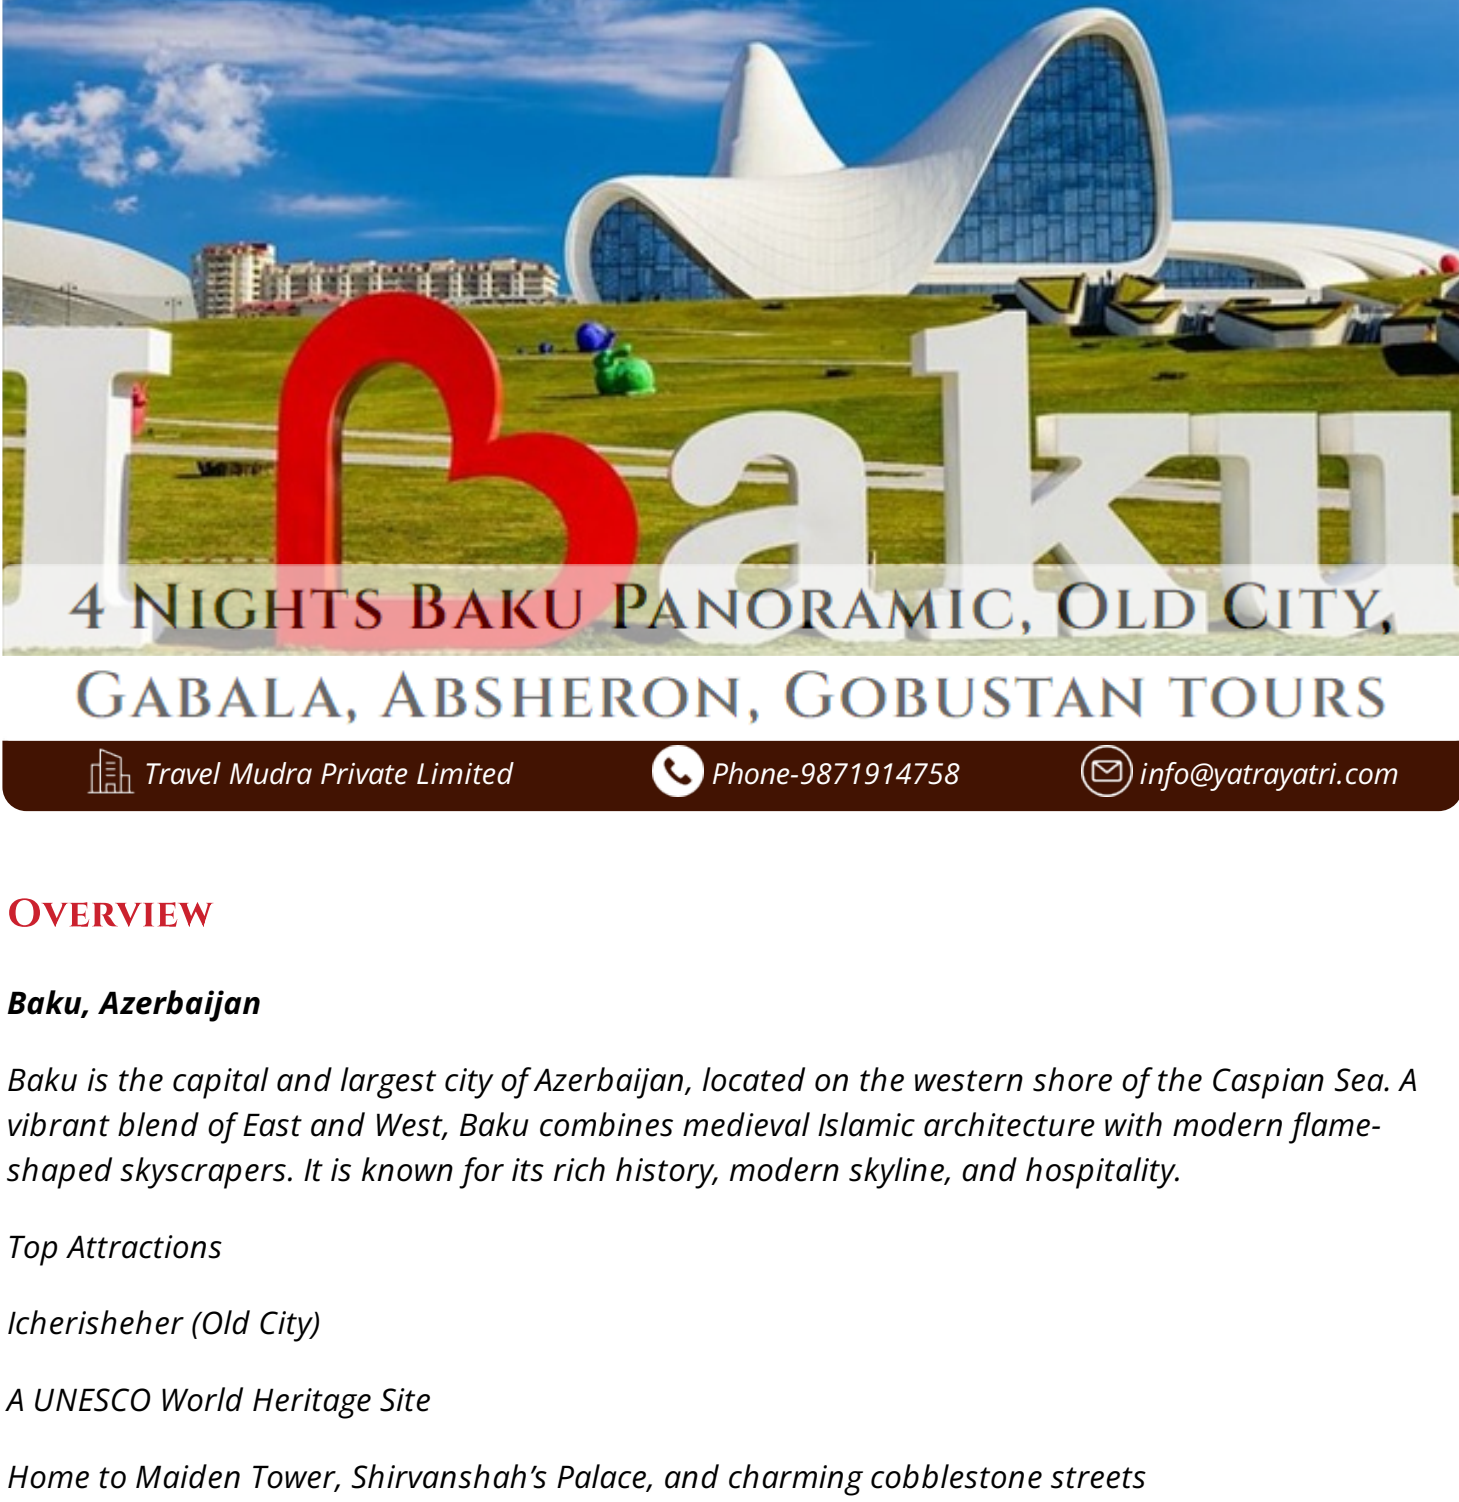 I Baku
4 Nights Baku Panoramic, Old City,
Gabala, Absheron, Gobustan tours
Travel Mudra Private Limited Phone-9871914758 info@yatrayatri.com
Overview
Baku, Azerbaijan
Baku is the capital and largest city of Azerbaijan, located on the western shore of the Caspian Sea. A
vibrant blend of East and West, Baku combines medieval Islamic architecture with modern flame-
shaped skyscrapers. It is known for its rich history, modern skyline, and hospitality.
Top Attractions
Icherisheher (Old City)
A UNESCO World Heritage Site
Home to Maiden Tower, Shirvanshah’s Palace, and charming cobblestone streets